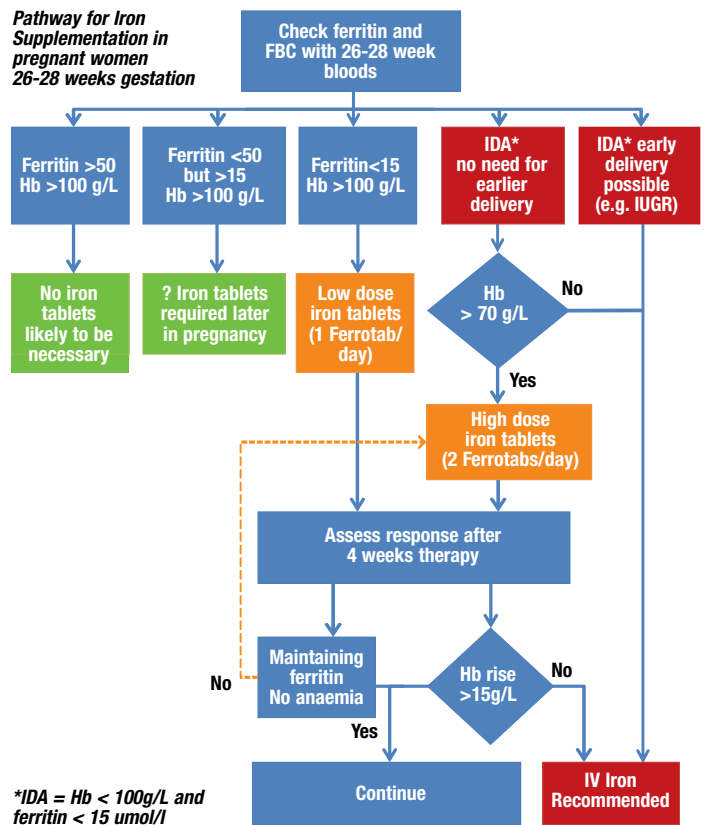 Pathway for Iron
Supplementation in
pregnant women
26-28 weeks gestation
Check ferritin and
FBC with 26-28 week
bloods
Ferritin >50
Hb >100 g/L
Ferritin <50
but >15
Hb >100 g/L
Ferritin<15
Hb >100 g/L
IDA*
no need for
earlier
delivery
IDA* early
delivery
possible
(e.g. IUGR)
No iron
tablets
likely to be
necessary
? Iron tablets
required later
in pregnancy
Low dose
iron tablets
(1 Ferrotab/
day)
Hb
> 70 g/L
No
Yes
High dose
iron tablets
(2 Ferrotabs/day)
Assess response after
4 weeks therapy
No
Maintaining
ferritin
No anaemia
Hb rise
>15g/L
No
Yes
Continue
IV Iron
Recommended
*IDA = Hb < 100g/L and
ferritin < 15 umol/l